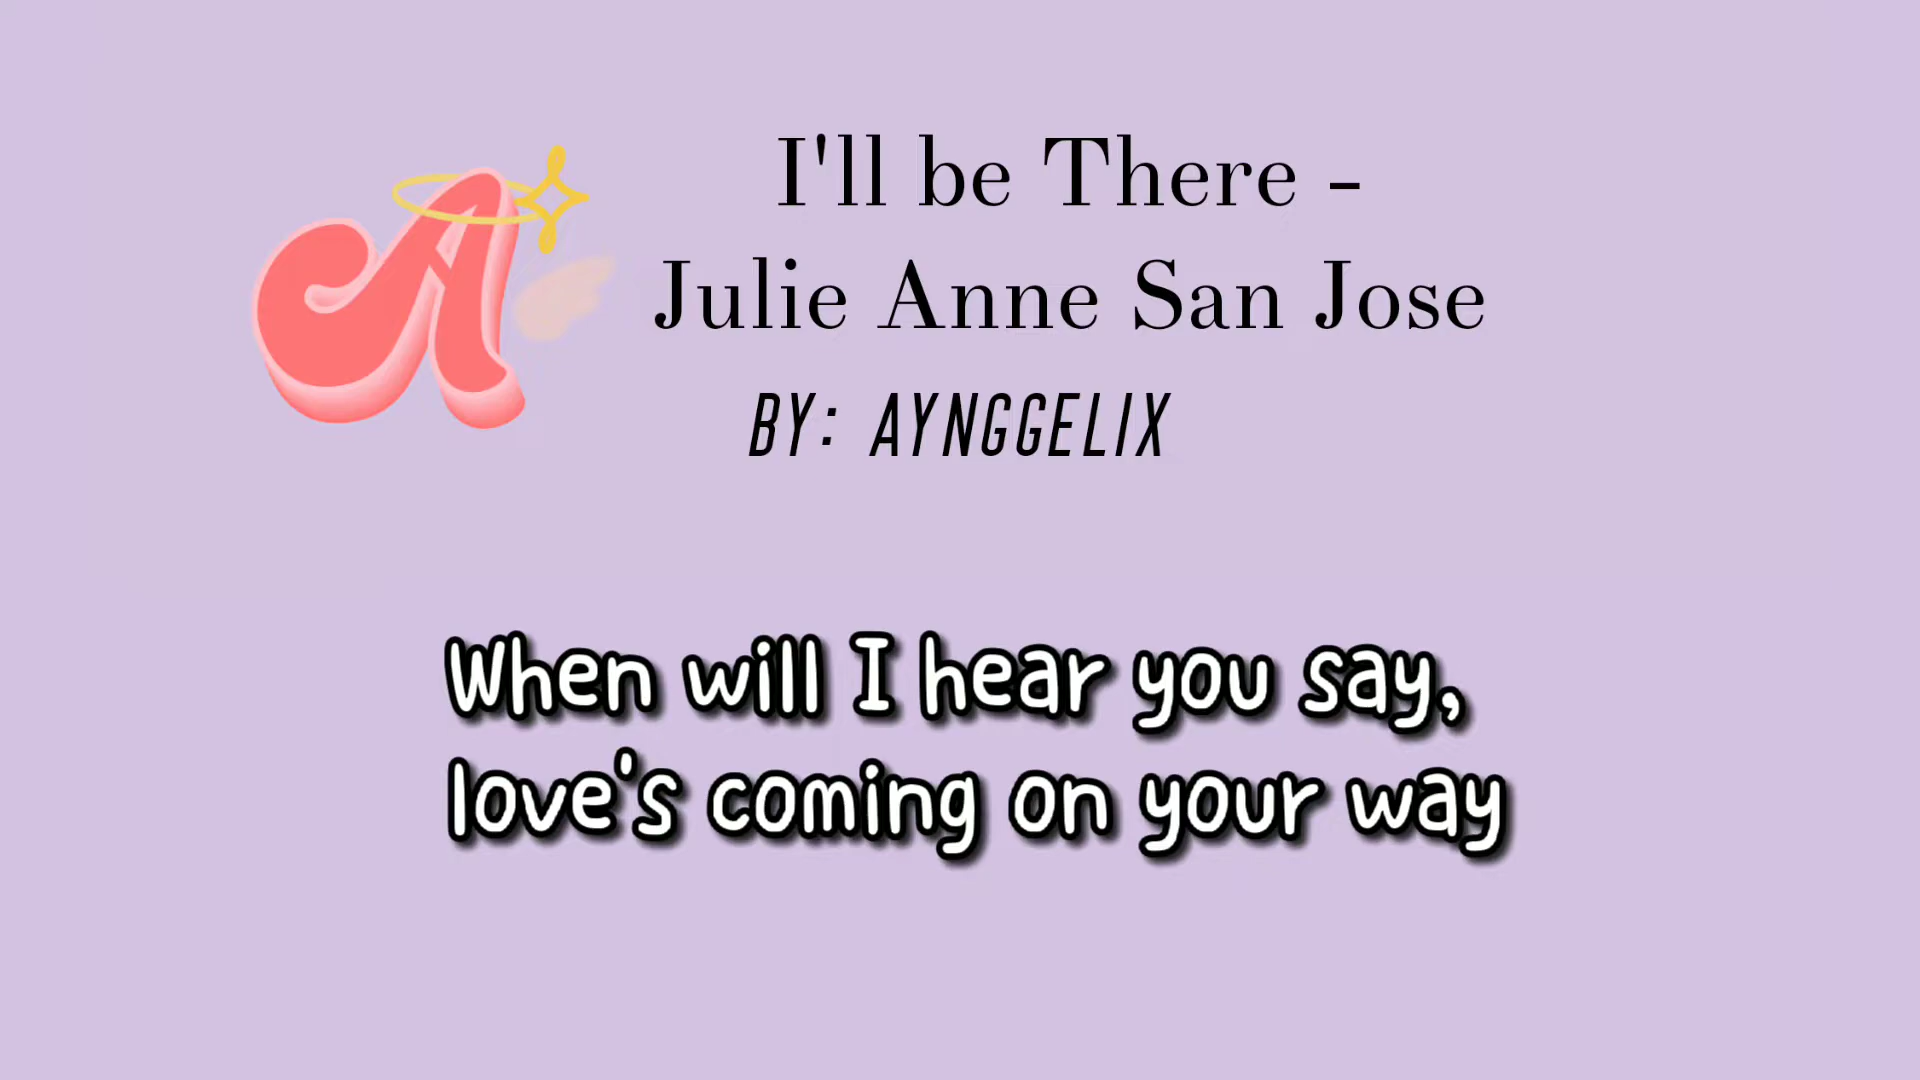 A
I'll be There -
Julie Anne San Jose
BY: AYNGGELIX
When will I hear you say,
love's coming on your way